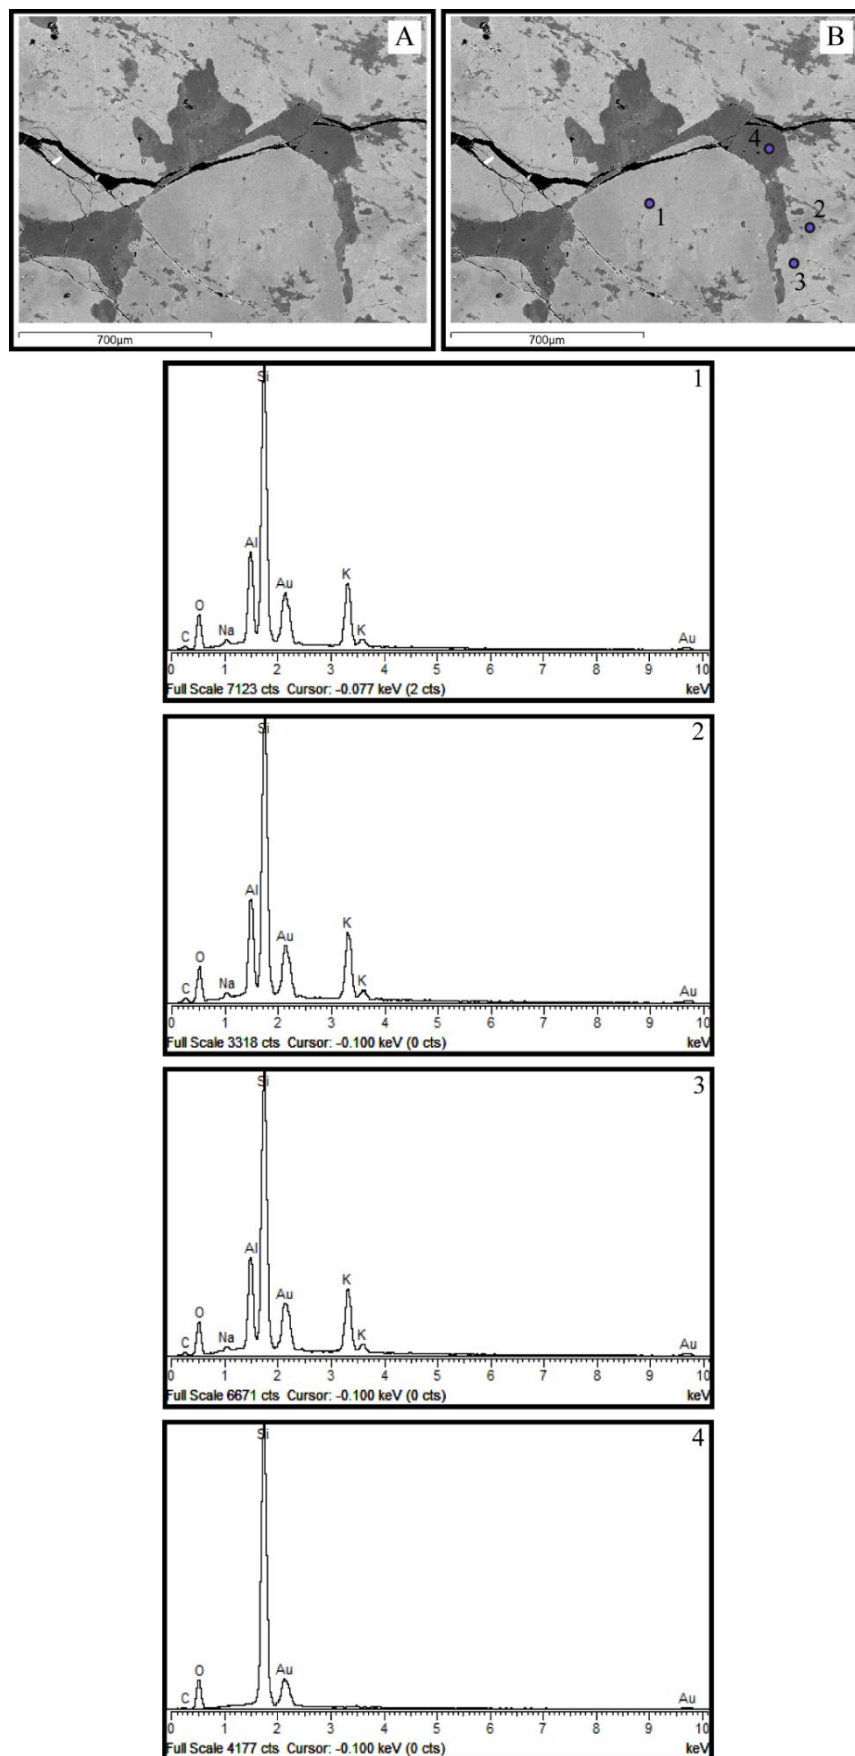 A
B
4
1
2
3
700µm
700µm
1
Si
Al
K
Au
O
Na
K
C
Au
0 1 2 3 4 5 6 7 8 9 10
Full Scale 7123 cts Cursor: -0.077 keV (2 cts) keV
2
Si
Al
K
Au
O
Na
K
C
Au
0 1 2 3 4 5 6 7 8 9 10
Full Scale 3318 cts Cursor: -0.100 keV (0 cts) keV
3
Si
Al
K
Au
O
Na
K
C
Au
0 1 2 3 4 5 6 7 8 9 10
Full Scale 6671 cts Cursor: -0.100 keV (0 cts) keV
4
Si
O
Au
C
Au
0 1 2 3 4 5 6 7 8 9 10
Full Scale 4177 cts Cursor: -0.100 keV (0 cts) keV